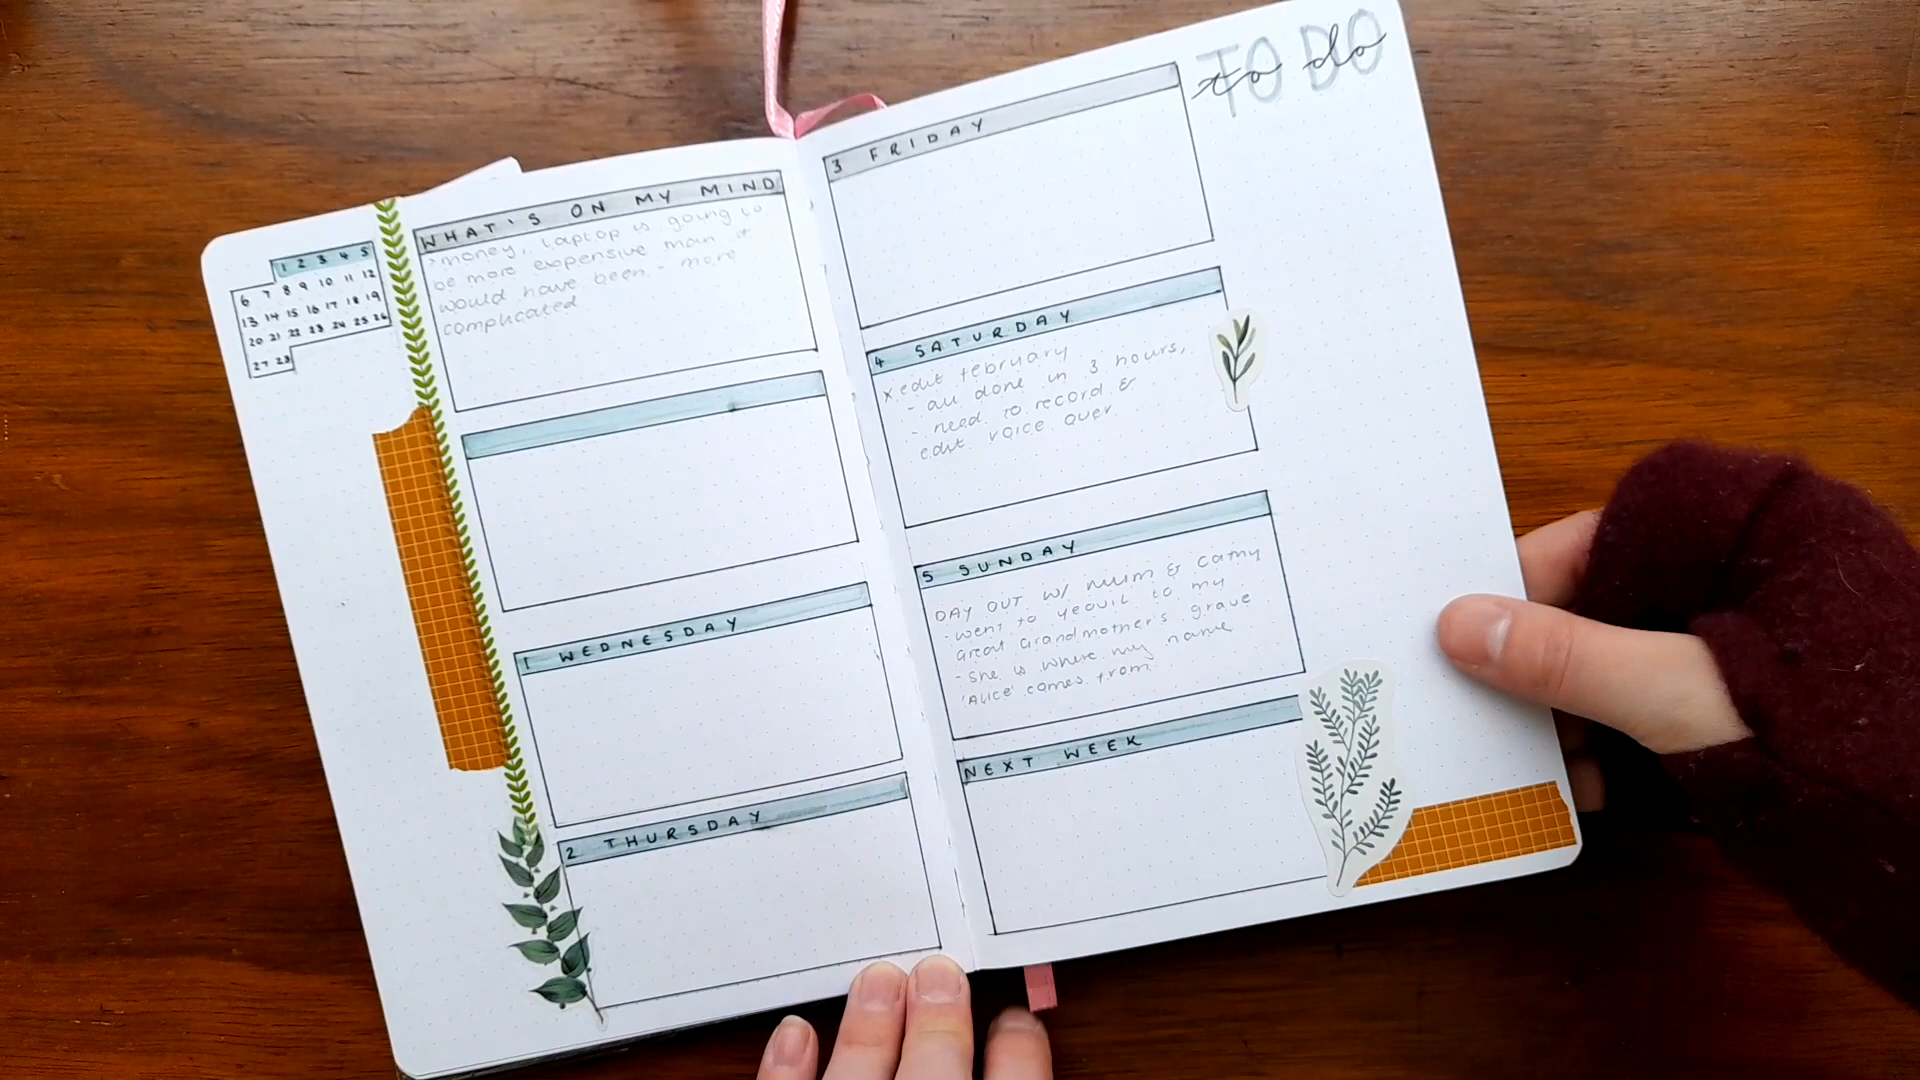 1 2 3 4 5
6 7 8 9 10 11 12
13 14 15 16 17 18 19
20 21 22 23 24 25 26
27 28
WHAT'S ON MY MIND
- money, laptop is going to
be more expensive than it
would have been - more
complicated
1 WEDNESDAY
2 THURSDAY
3 FRIDAY
4 SATURDAY
x edit february
- all done in 3 hours,
- need to record &
edit voice over
5 SUNDAY
DAY OUT W/ mum & cathy
- went to yeovil to my
great grandmother's grave
- She is where my name
'Alice' comes from
NEXT WEEK
TO DO
to do